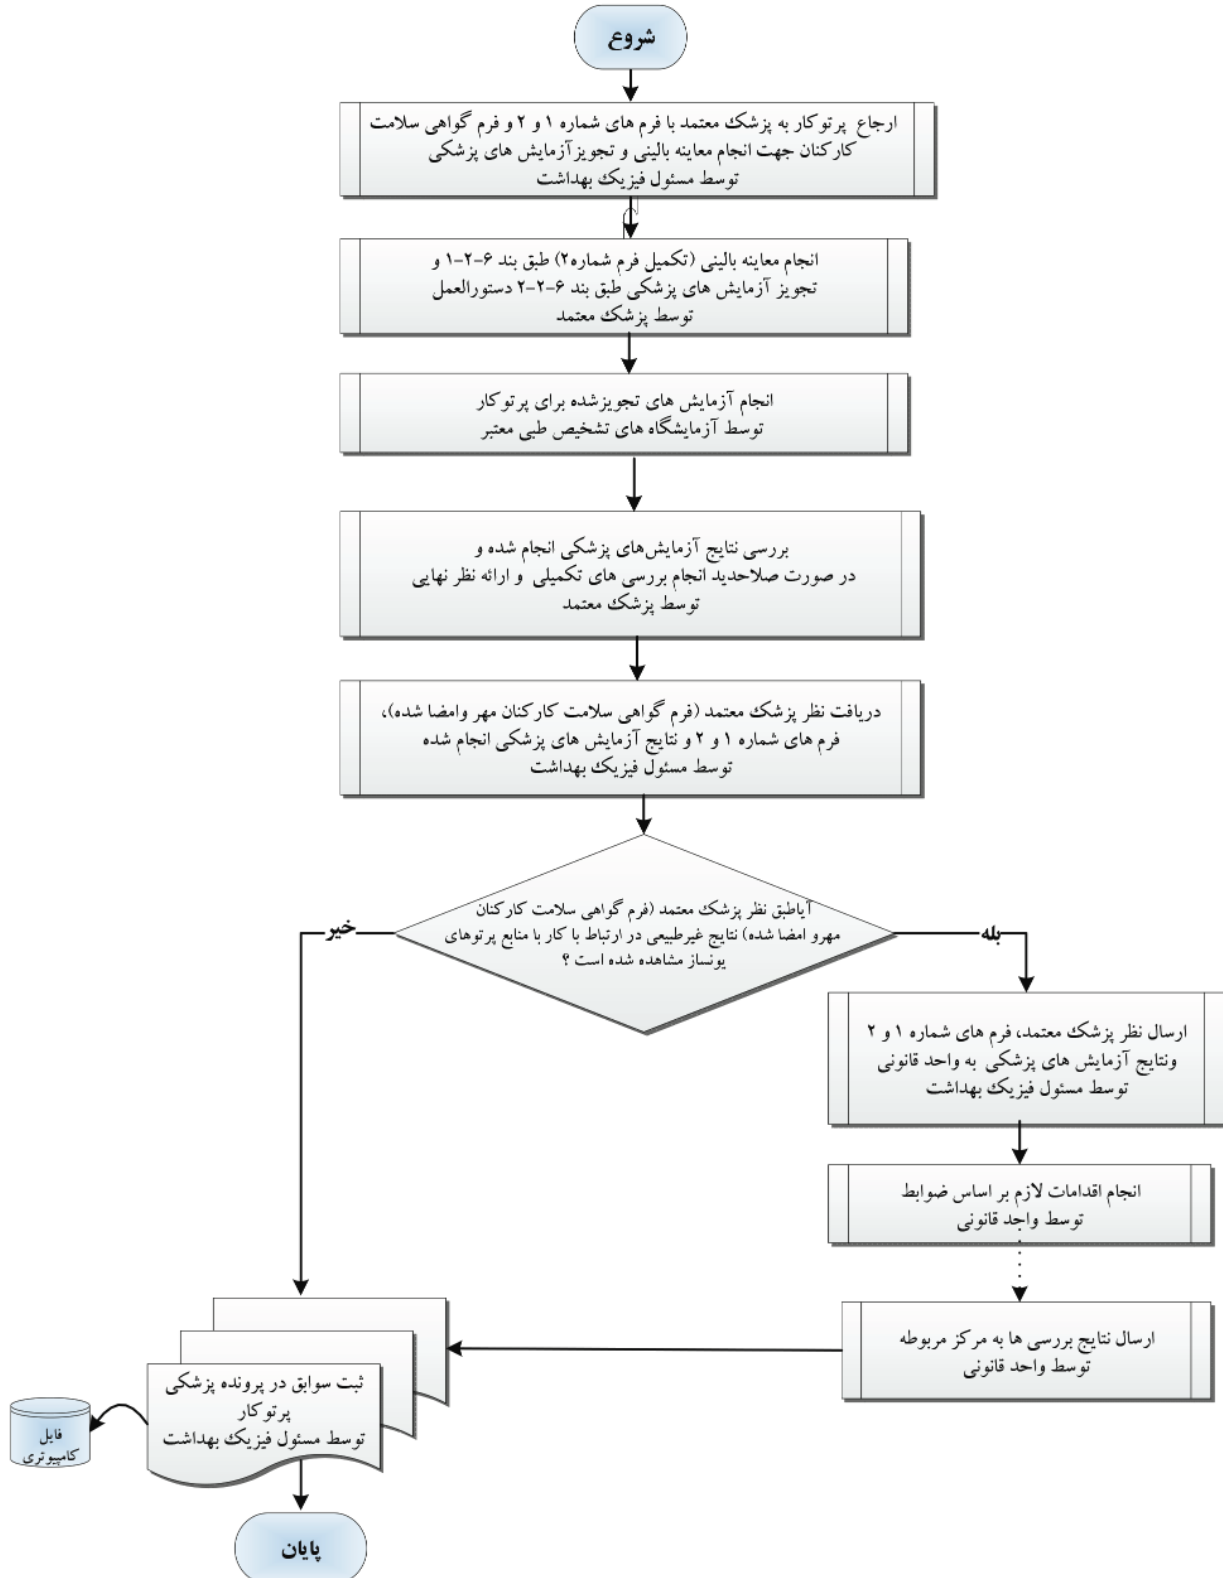 شروع
ارجاع پرتوکار به پزشک معتمد با فرم های شماره ۱ و ۲ و فرم گواهی سلامت
کارکنان جهت انجام معاینه بالینی و تجویزآزمایش های پزشکی
توسط مسئول فیزیک بهداشت
انجام معاینه بالینی (تکمیل فرم شماره۲) طبق بند ۶-۲-۱ و
تجویز آزمایش های پزشکی طبق بند ۶-۲-۲ دستورالعمل
توسط پزشک معتمد
انجام آزمایش های تجویزشده برای پرتوکار
توسط آزمایشگاه های تشخیص طبی معتبر
بررسی نتایج آزمایش‌های پزشکی انجام شده و
در صورت صلاحدید انجام بررسی های تکمیلی و ارائه نظر نهایی
توسط پزشک معتمد
دریافت نظر پزشک معتمد (فرم گواهی سلامت کارکنان مهر وامضا شده)،
فرم های شماره ۱ و ۲ و نتایج آزمایش های پزشکی انجام شده
توسط مسئول فیزیک بهداشت
آیاطبق نظر پزشک معتمد (فرم گواهی سلامت کارکنان
مهرو امضا شده) نتایج غیرطبیعی در ارتباط با کار با منابع پرتوهای
یونساز مشاهده شده است ؟
بله
خیر
ارسال نظر پزشک معتمد، فرم های شماره ۱ و ۲
ونتایج آزمایش های پزشکی به واحد قانونی
توسط مسئول فیزیک بهداشت
انجام اقدامات لازم بر اساس ضوابط
توسط واحد قانونی
ارسال نتایج بررسی ها به مرکز مربوطه
توسط واحد قانونی
ثبت سوابق در پرونده پزشکی
پرتوکار
توسط مسئول فیزیک بهداشت
فایل
کامپیوتری
پایان